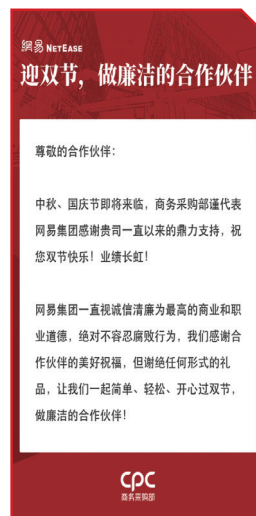 網易 NETEASE
迎双节，做廉洁的合作伙伴
尊敬的合作伙伴：
中秋、国庆节即将来临，商务采购部谨代表
网易集团感谢贵司一直以来的鼎力支持，祝
您双节快乐！业绩长虹！
网易集团一直视诚信清廉为最高的商业和职
业道德，绝对不容忍腐败行为，我们感谢合
作伙伴的美好祝福，但谢绝任何形式的礼
品，让我们一起简单、轻松、开心过双节，
做廉洁的合作伙伴！
CPC
商务采购部